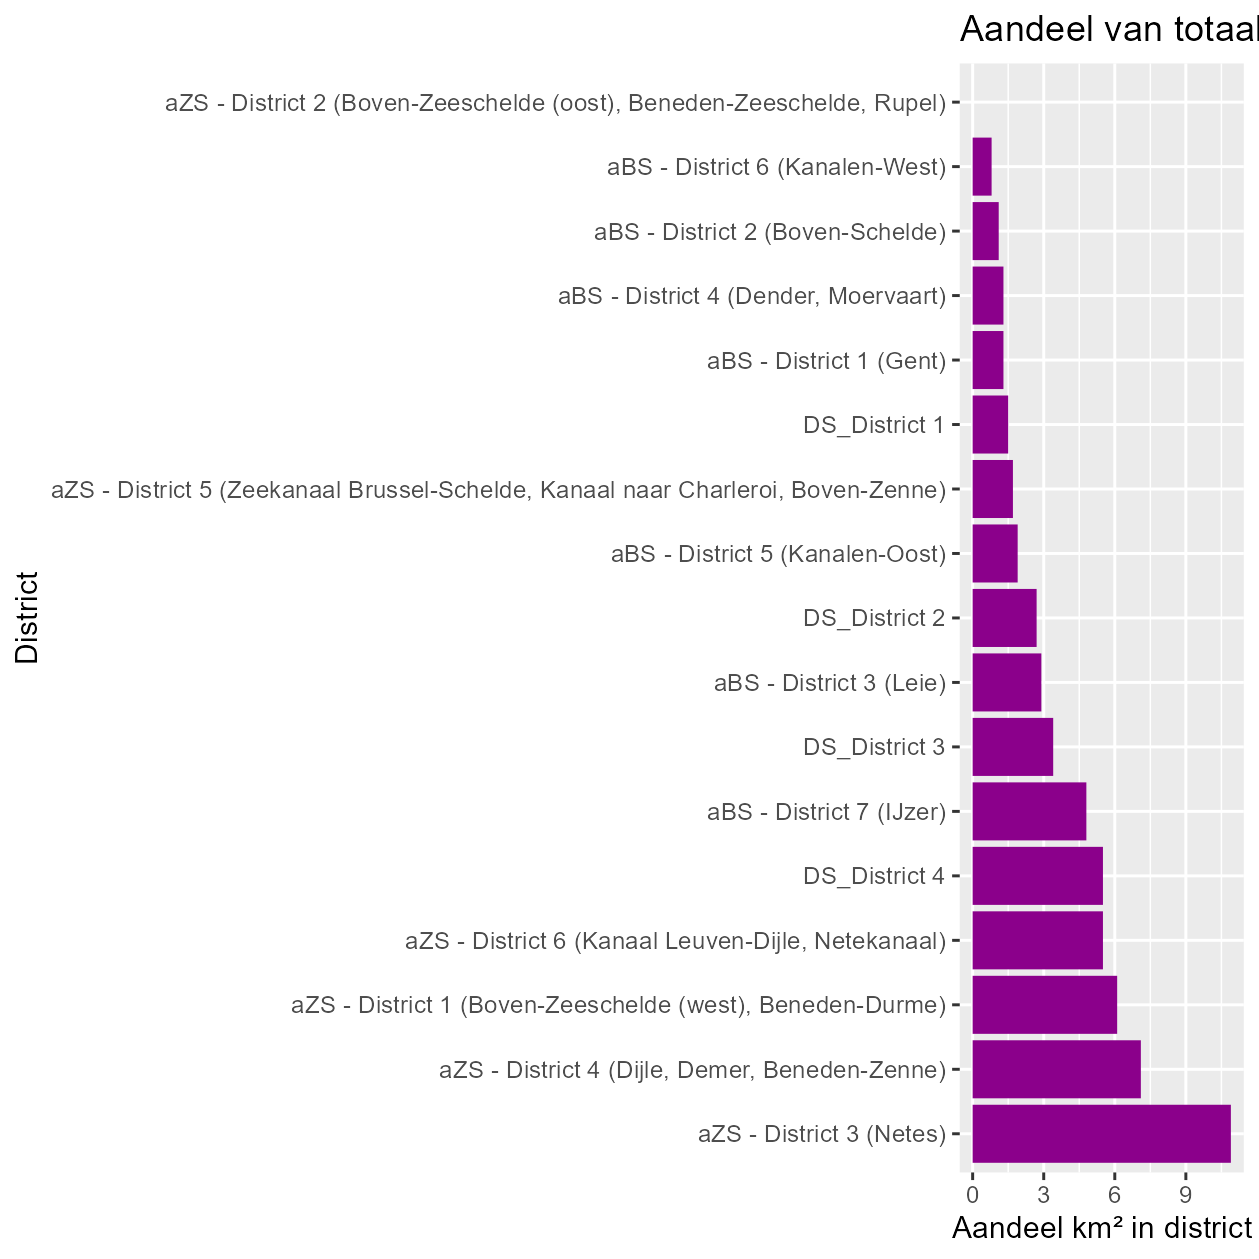 Aandeel van totaal
aZS - District 2 (Boven-Zeeschelde (oost), Beneden-Zeeschelde, Rupel)
aBS - District 6 (Kanalen-West)
aBS - District 2 (Boven-Schelde)
aBS - District 4 (Dender, Moervaart)
aBS - District 1 (Gent)
DS_District 1
aZS - District 5 (Zeekanaal Brussel-Schelde, Kanaal naar Charleroi, Boven-Zenne)
aBS - District 5 (Kanalen-Oost)
DS_District 2
aBS - District 3 (Leie)
DS_District 3
aBS - District 7 (IJzer)
DS_District 4
aZS - District 6 (Kanaal Leuven-Dijle, Netekanaal)
aZS - District 1 (Boven-Zeeschelde (west), Beneden-Durme)
aZS - District 4 (Dijle, Demer, Beneden-Zenne)
aZS - District 3 (Netes)
District
0 3 6 9
Aandeel km² in district